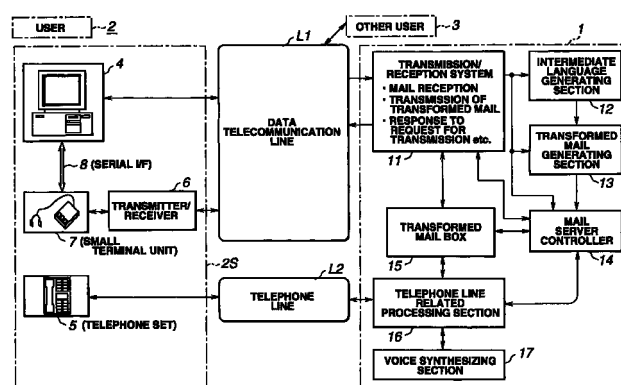 USER
2
OTHER USER
3
L1
1
4
DATA
TELECOMMUNICATION
LINE
8 (SERIAL I/F)
6
TRANSMITTER/
RECEIVER
7 (SMALL
TERMINAL UNIT)
2S
5 (TELEPHONE SET)
L2
TELEPHONE
LINE
TRANSMISSION/
RECEPTION SYSTEM
• MAIL RECEPTION
• TRANSMISSION OF
TRANSFORMED MAIL
• RESPONSE TO
REQUEST FOR
TRANSMISSION etc.
11
INTERMEDIATE
LANGUAGE
GENERATING
SECTION
12
TRANSFORMED
MAIL
GENERATING
SECTION
13
TRANSFORMED
MAIL BOX
15
MAIL
SERVER
CONTROLLER
14
TELEPHONE LINE
RELATED
PROCESSING SECTION
16
VOICE SYNTHESIZING
SECTION
17